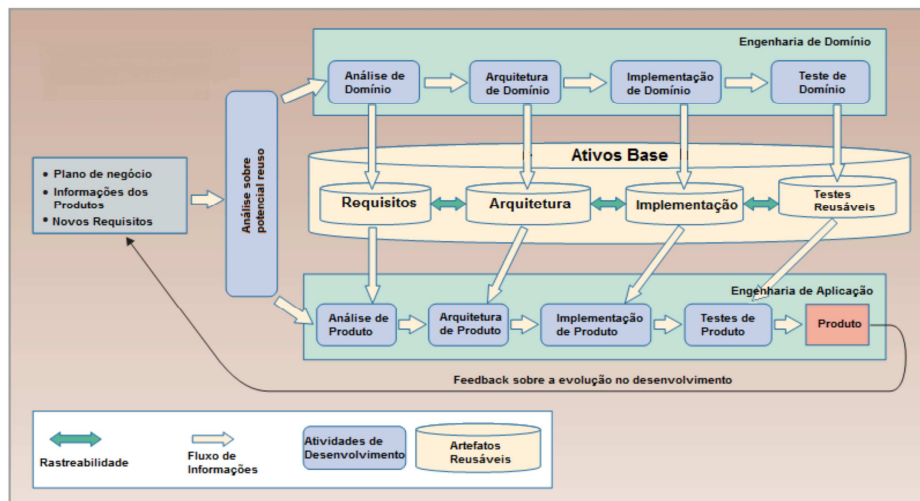 Engenharia de Domínio
Análise de
Domínio
Arquitetura
de Domínio
Implementação
de Domínio
Teste de
Domínio
• Plano de negócio
• Informações dos
Produtos
• Novos Requisitos
Análise sobre
potencial reuso
Ativos Base
Requisitos
Arquitetura
Implementação
Testes
Reusáveis
Engenharia de Aplicação
Análise de
Produto
Arquitetura
de Produto
Implementação
de Produto
Testes de
Produto
Produto
Feedback sobre a evolução no desenvolvimento
Rastreabilidade
Fluxo de
Informações
Atividades de
Desenvolvimento
Artefatos
Reusáveis